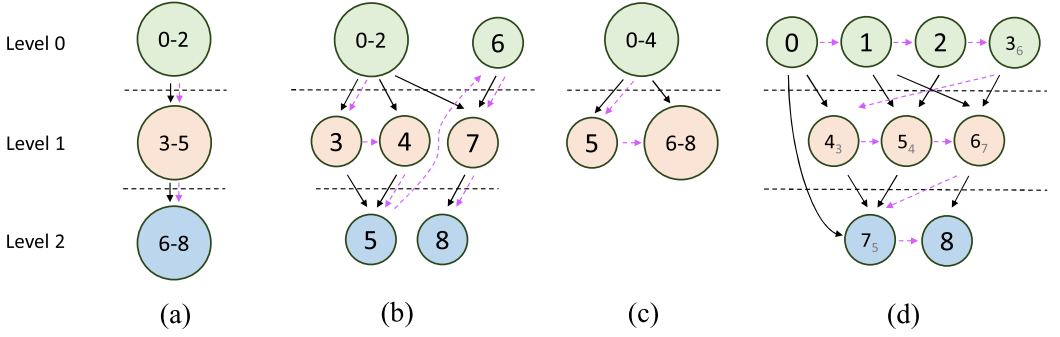 Level 0 0-2 0-2 6 0-4 0 1 2 3₆
Level 1 3-5 3 4 7 5 6-8 4₃ 5₄ 6₇
Level 2 6-8 5 8 7₅ 8
(a) (b) (c) (d)